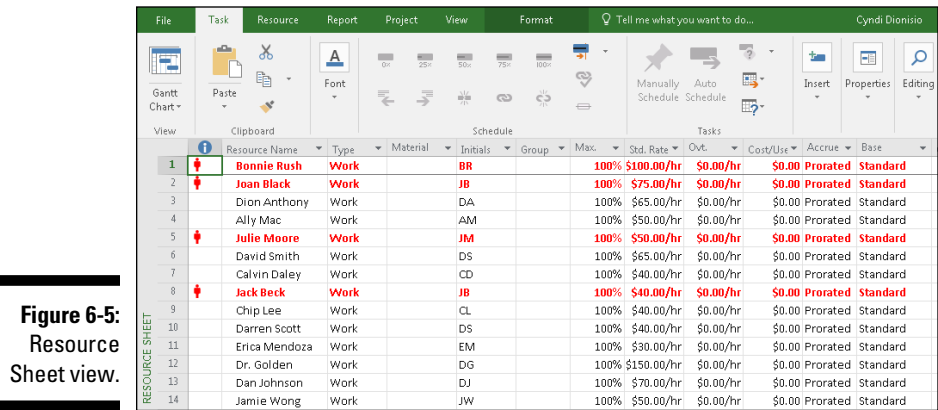 File Task Resource Report Project View Format Tell me what you want to do... Cyndi Dionisio
0× 25× 50× 75× 100×
Gantt Chart Paste Font Manually Schedule Auto Schedule Insert Properties Editing
View Clipboard Schedule Tasks
Resource Name Type Material Initials Group Max. Std. Rate Ovt. Cost/Use Accrue Base
1 Bonnie Rush Work BR 100% $100.00/hr $0.00/hr $0.00 Prorated Standard
2 Joan Black Work JB 100% $75.00/hr $0.00/hr $0.00 Prorated Standard
3 Dion Anthony Work DA 100% $65.00/hr $0.00/hr $0.00 Prorated Standard
4 Ally Mac Work AM 100% $50.00/hr $0.00/hr $0.00 Prorated Standard
5 Julie Moore Work JM 100% $50.00/hr $0.00/hr $0.00 Prorated Standard
6 David Smith Work DS 100% $65.00/hr $0.00/hr $0.00 Prorated Standard
7 Calvin Daley Work CD 100% $40.00/hr $0.00/hr $0.00 Prorated Standard
8 Jack Beck Work JB 100% $40.00/hr $0.00/hr $0.00 Prorated Standard
9 Chip Lee Work CL 100% $40.00/hr $0.00/hr $0.00 Prorated Standard
10 Darren Scott Work DS 100% $40.00/hr $0.00/hr $0.00 Prorated Standard
11 Erica Mendoza Work EM 100% $30.00/hr $0.00/hr $0.00 Prorated Standard
12 Dr. Golden Work DG 100% $150.00/hr $0.00/hr $0.00 Prorated Standard
13 Dan Johnson Work DJ 100% $70.00/hr $0.00/hr $0.00 Prorated Standard
14 Jamie Wong Work JW 100% $50.00/hr $0.00/hr $0.00 Prorated Standard
RESOURCE SHEET
Figure 6-5:
Resource
Sheet view.